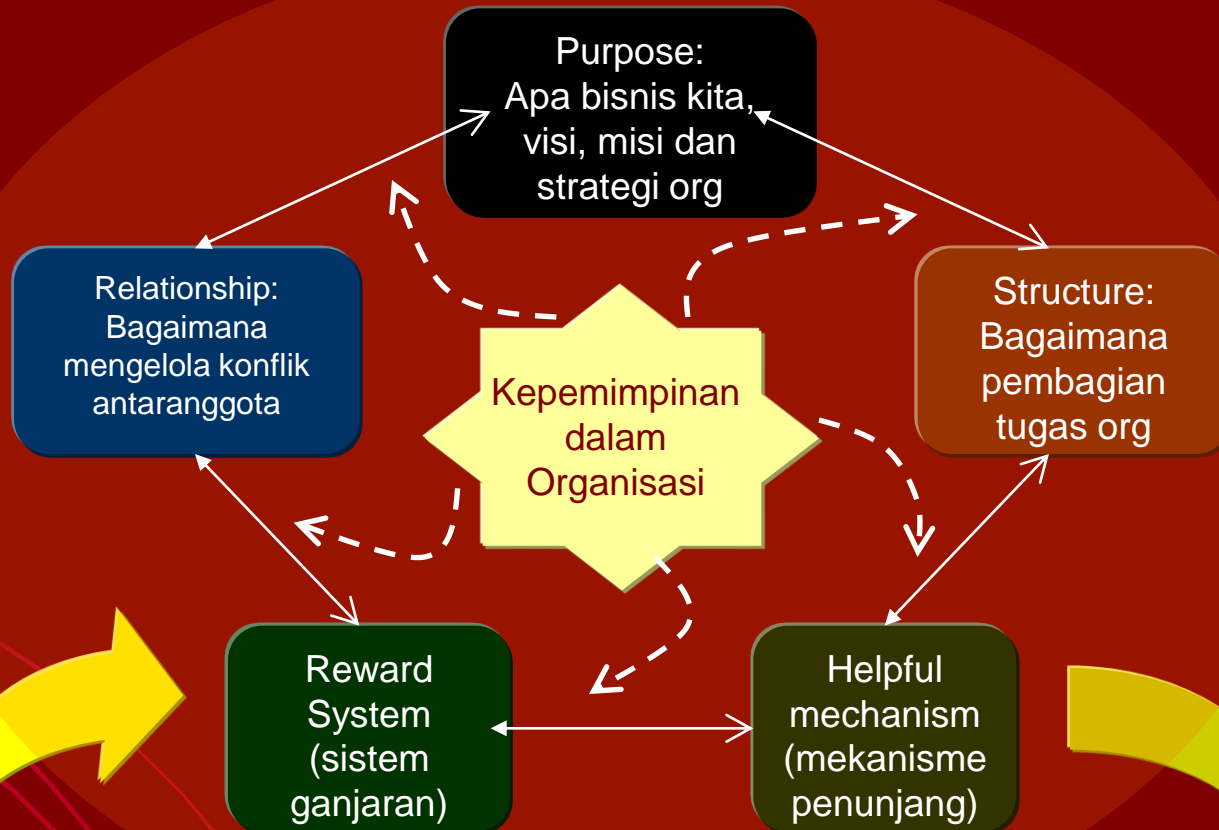 Purpose:
Apa bisnis kita,
visi, misi dan
strategi org
Relationship:
Bagaimana
mengelola konflik
antaranggota
Structure:
Bagaimana
pembagian
tugas org
Kepemimpinan
dalam
Organisasi
Reward
System
(sistem
ganjaran)
Helpful
mechanism
(mekanisme
penunjang)